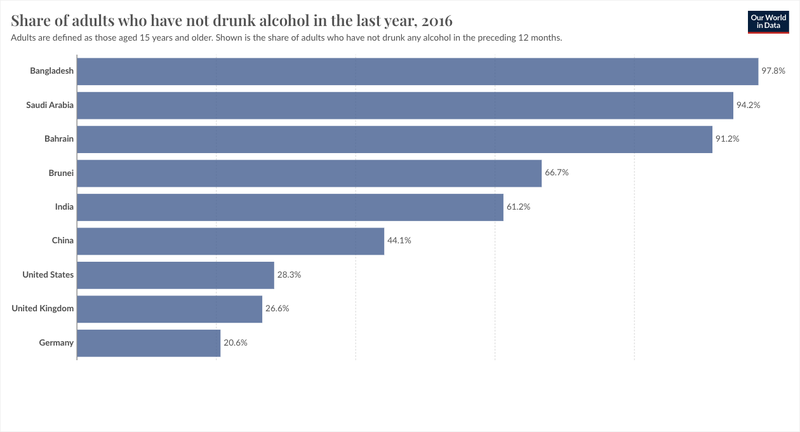 Share of adults who have not drunk alcohol in the last year, 2016
Our World
in Data
Adults are defined as those aged 15 years and older. Shown is the share of adults who have not drunk any alcohol in the preceding 12 months.
Bangladesh 97.8%
Saudi Arabia 94.2%
Bahrain 91.2%
Brunei 66.7%
India 61.2%
China 44.1%
United States 28.3%
United Kingdom 26.6%
Germany 20.6%